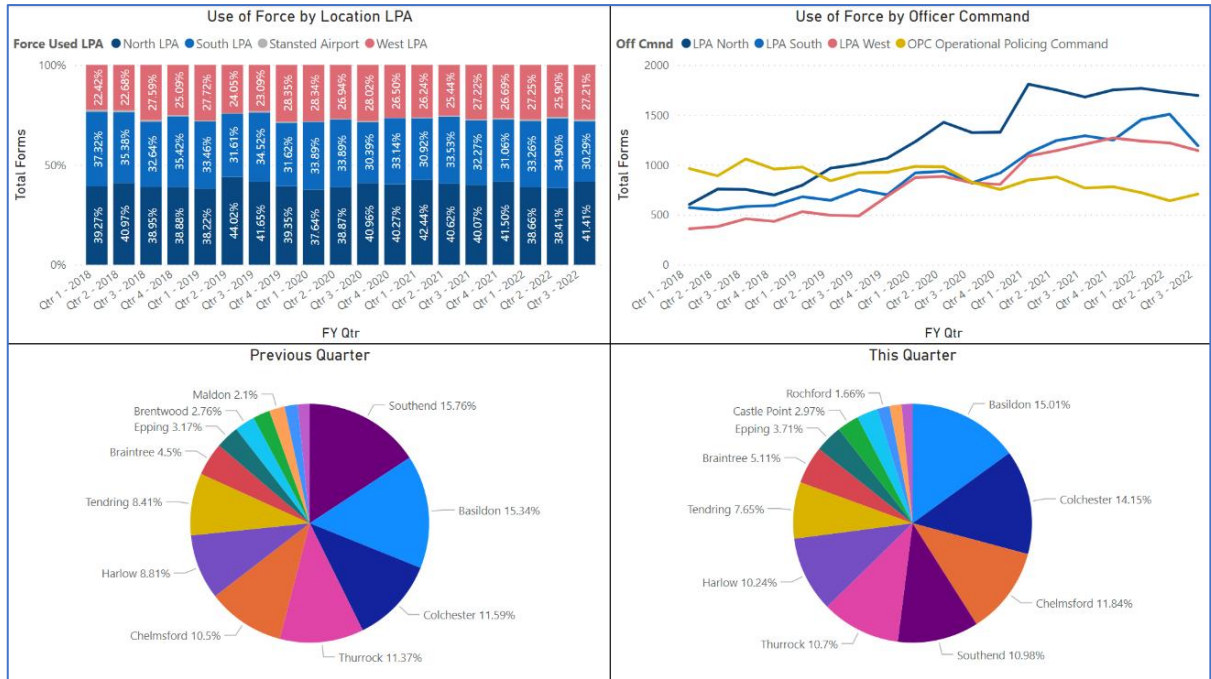 Use of Force by Location LPA
Force Used LPA North LPA South LPA Stansted Airport West LPA
Total Forms
100%
50%
0%
22.42% 22.68% 27.59% 25.09% 27.72% 24.05% 23.09% 28.35% 28.34% 26.94% 28.02% 26.50% 26.24% 25.44% 27.22% 26.69% 27.25% 25.90% 27.21%
37.32% 35.38% 32.64% 35.42% 33.46% 31.61% 34.52% 31.62% 33.89% 33.89% 30.39% 33.14% 30.92% 33.53% 32.27% 31.06% 33.26% 34.90% 30.29%
39.27% 40.97% 38.95% 38.88% 38.22% 44.02% 41.65% 39.35% 37.64% 38.87% 40.96% 40.27% 42.44% 40.62% 40.07% 41.50% 38.66% 38.41% 41.41%
Qtr 1 - 2018
Qtr 2 - 2018
Qtr 3 - 2018
Qtr 4 - 2018
Qtr 1 - 2019
Qtr 2 - 2019
Qtr 3 - 2019
Qtr 4 - 2019
Qtr 1 - 2020
Qtr 2 - 2020
Qtr 3 - 2020
Qtr 4 - 2020
Qtr 1 - 2021
Qtr 2 - 2021
Qtr 3 - 2021
Qtr 4 - 2021
Qtr 1 - 2022
Qtr 2 - 2022
Qtr 3 - 2022
FY Qtr
Use of Force by Officer Command
Off Cmnd LPA North LPA South LPA West OPC Operational Policing Command
Total Forms
2000
1500
1000
500
0
Qtr 1 - 2018
Qtr 2 - 2018
Qtr 3 - 2018
Qtr 4 - 2018
Qtr 1 - 2019
Qtr 2 - 2019
Qtr 3 - 2019
Qtr 4 - 2019
Qtr 1 - 2020
Qtr 2 - 2020
Qtr 3 - 2020
Qtr 4 - 2020
Qtr 1 - 2021
Qtr 2 - 2021
Qtr 3 - 2021
Qtr 4 - 2021
Qtr 1 - 2022
Qtr 2 - 2022
Qtr 3 - 2022
FY Qtr
Previous Quarter
Maldon 2.1%
Brentwood 2.76%
Epping 3.17%
Braintree 4.5%
Tendring 8.41%
Harlow 8.81%
Chelmsford 10.5%
Southend 15.76%
Basildon 15.34%
Colchester 11.59%
Thurrock 11.37%
This Quarter
Rochford 1.66%
Castle Point 2.97%
Epping 3.71%
Braintree 5.11%
Tendring 7.65%
Harlow 10.24%
Thurrock 10.7%
Basildon 15.01%
Colchester 14.15%
Chelmsford 11.84%
Southend 10.98%